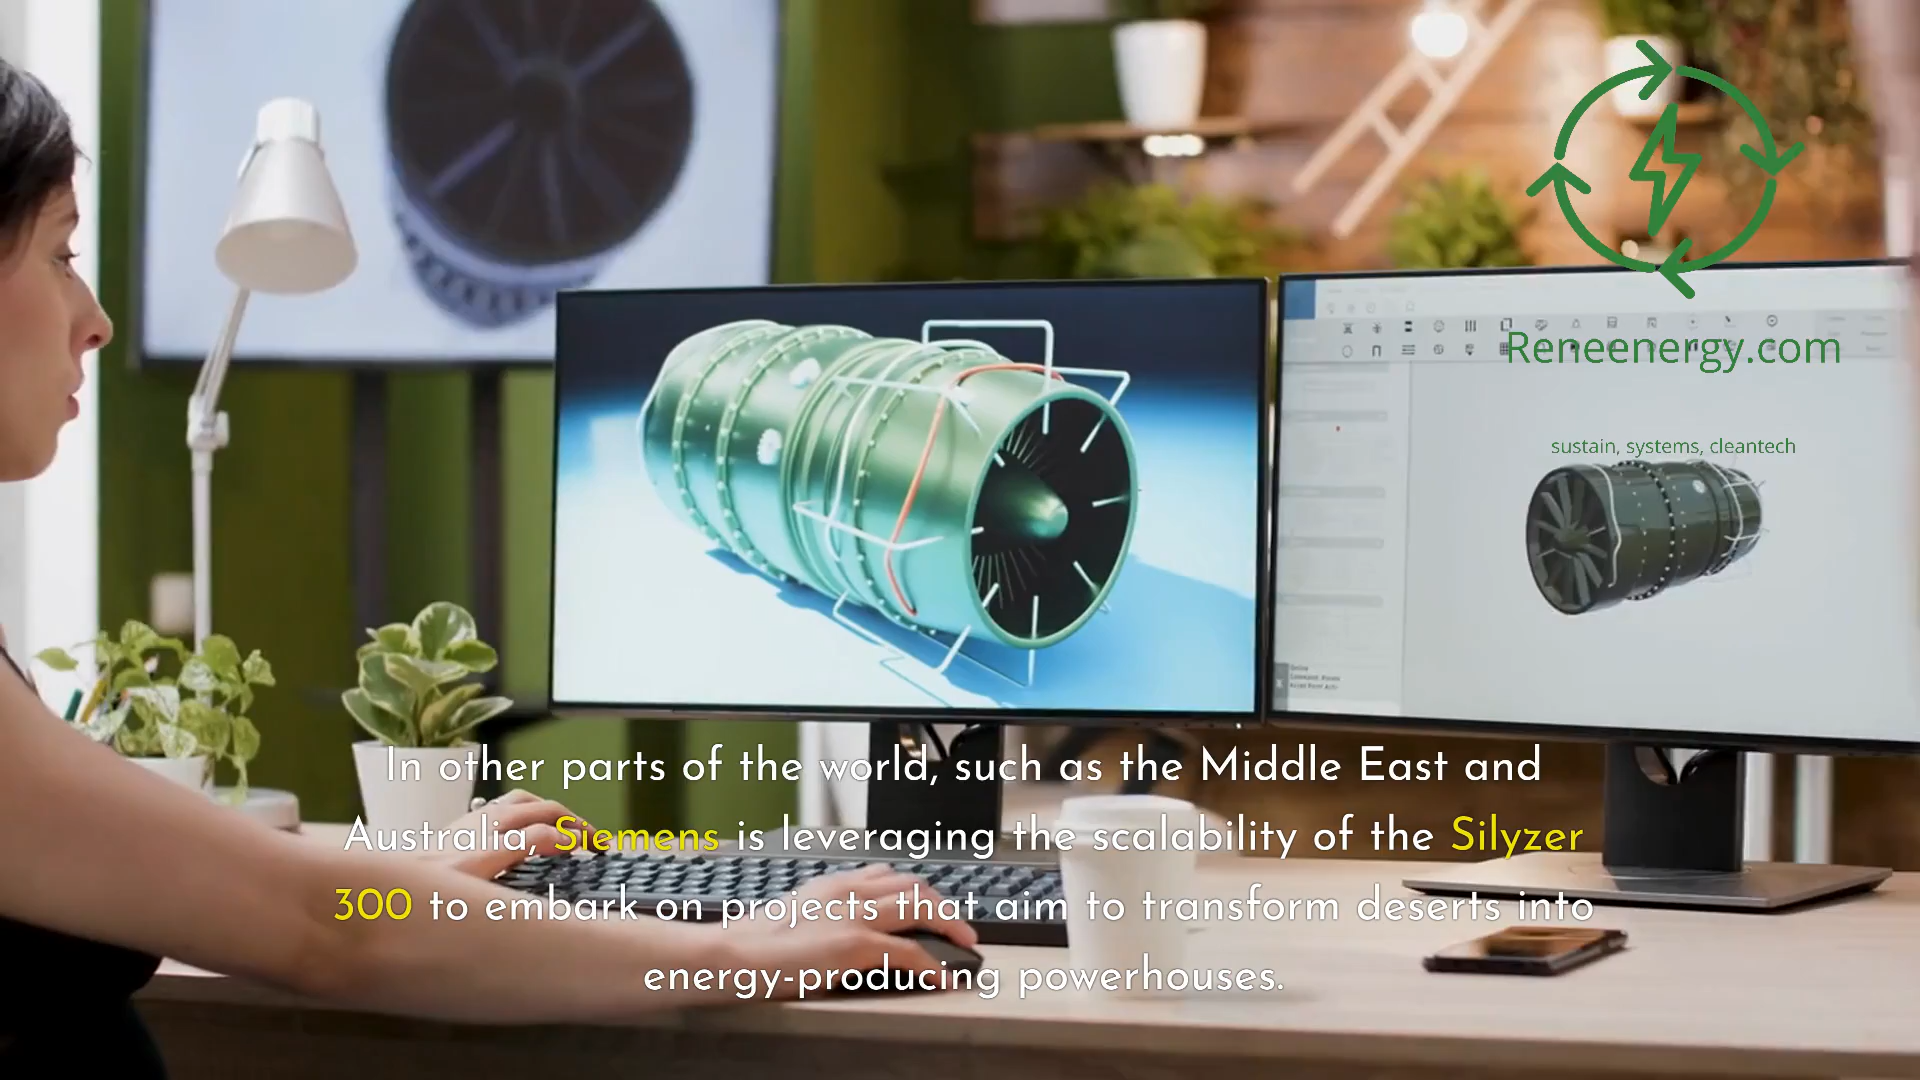 Reneenergy.com
sustain, systems, cleantech
In other parts of the world, such as the Middle East and
Australia, Siemens is leveraging the scalability of the Silyzer
300 to embark on projects that aim to transform deserts into
energy-producing powerhouses.